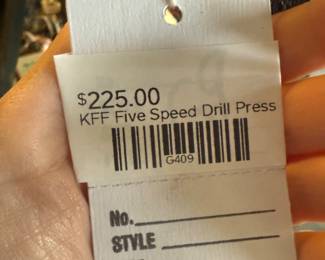 $225.00
KFF Five Speed Drill Press
G409
No.
STYLE